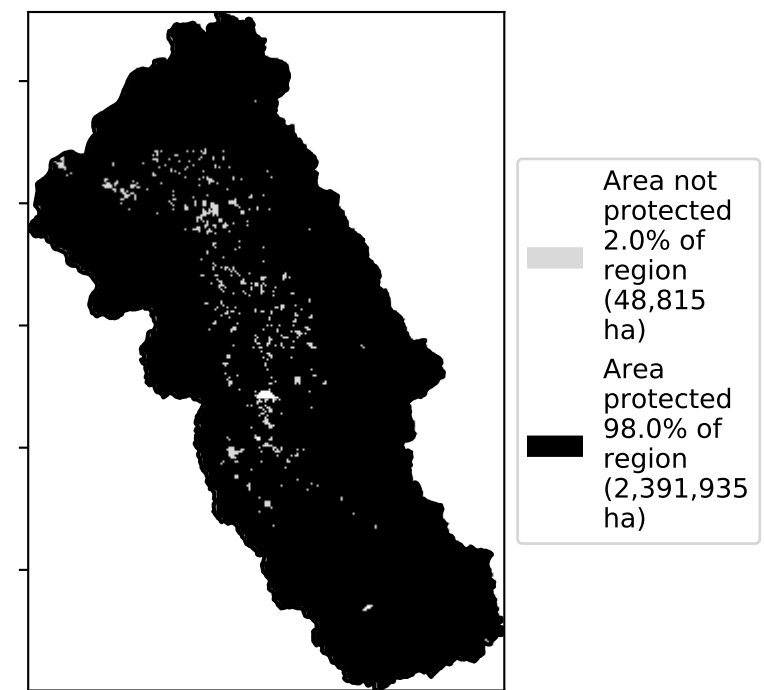 Area not
protected
2.0% of
region
(48,815
ha)
Area
protected
98.0% of
region
(2,391,935
ha)